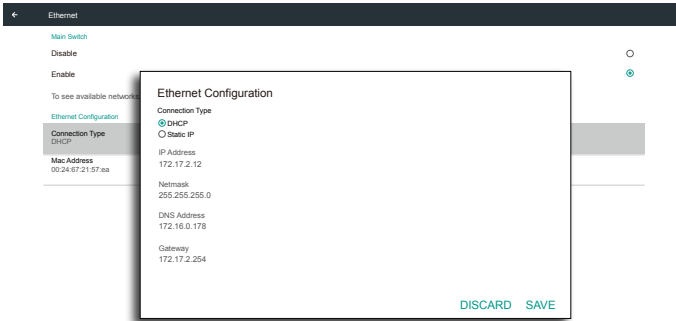 Ethernet
Main Switch
Disable
Enable
To see available networks
Ethernet Configuration
Connection Type
DHCP
Mac Address
00:24:67:21:57:ea
Ethernet Configuration
Connection Type
DHCP
Static IP
IP Address
172.17.2.12
Netmask
255.255.255.0
DNS Address
172.16.0.178
Gateway
172.17.2.254
DISCARD SAVE